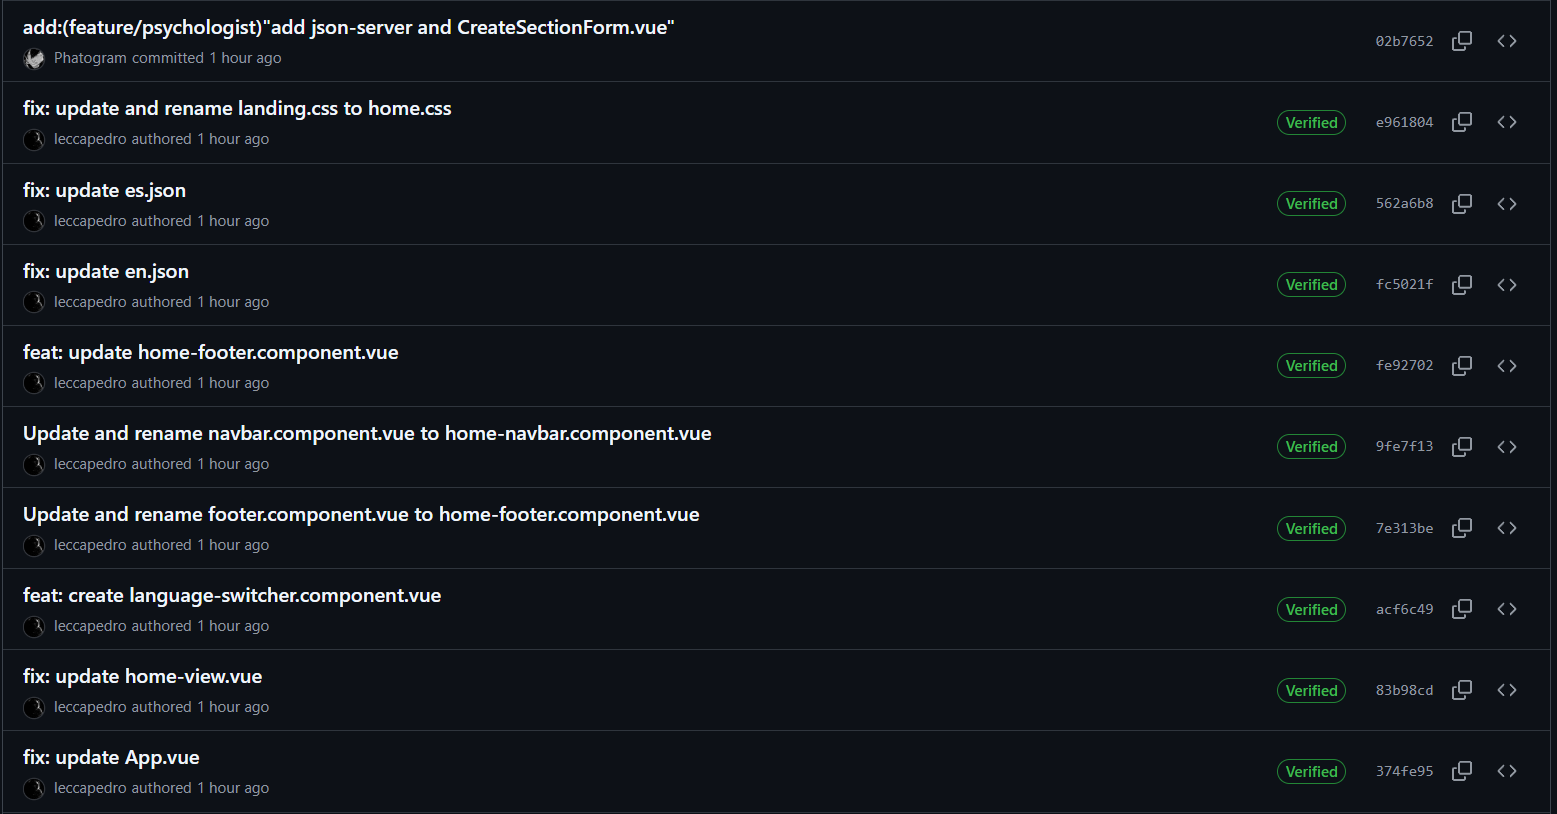 add:(feature/psychologist)"add json-server and CreateSectionForm.vue"
Phatogram committed 1 hour ago
02b7652
fix: update and rename landing.css to home.css
leccapedro authored 1 hour ago
Verified e961804
fix: update es.json
leccapedro authored 1 hour ago
Verified 562a6b8
fix: update en.json
leccapedro authored 1 hour ago
Verified fc5021f
feat: update home-footer.component.vue
leccapedro authored 1 hour ago
Verified fe92702
Update and rename navbar.component.vue to home-navbar.component.vue
leccapedro authored 1 hour ago
Verified 9fe7f13
Update and rename footer.component.vue to home-footer.component.vue
leccapedro authored 1 hour ago
Verified 7e313be
feat: create language-switcher.component.vue
leccapedro authored 1 hour ago
Verified acf6c49
fix: update home-view.vue
leccapedro authored 1 hour ago
Verified 83b98cd
fix: update App.vue
leccapedro authored 1 hour ago
Verified 374fe95